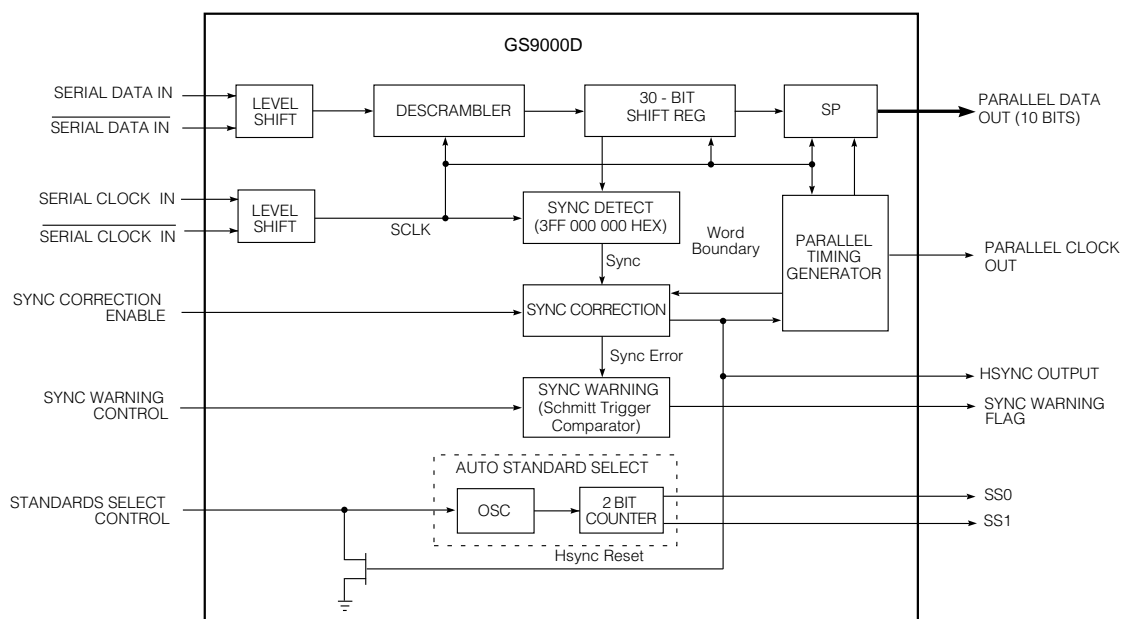 GS9000D
SERIAL DATA IN
SERIAL DATA IN
LEVEL
SHIFT
DESCRAMBLER
30 - BIT
SHIFT REG
SP
PARALLEL DATA
OUT (10 BITS)
SERIAL CLOCK IN
SERIAL CLOCK IN
LEVEL
SHIFT
SCLK
SYNC DETECT
(3FF 000 000 HEX)
Word
Boundary
PARALLEL
TIMING
GENERATOR
PARALLEL CLOCK
OUT
Sync
SYNC CORRECTION
ENABLE
SYNC CORRECTION
Sync Error
HSYNC OUTPUT
SYNC WARNING
CONTROL
SYNC WARNING
(Schmitt Trigger
Comparator)
SYNC WARNING
FLAG
AUTO STANDARD SELECT
STANDARDS SELECT
CONTROL
OSC
2 BIT
COUNTER
SS0
SS1
Hsync Reset